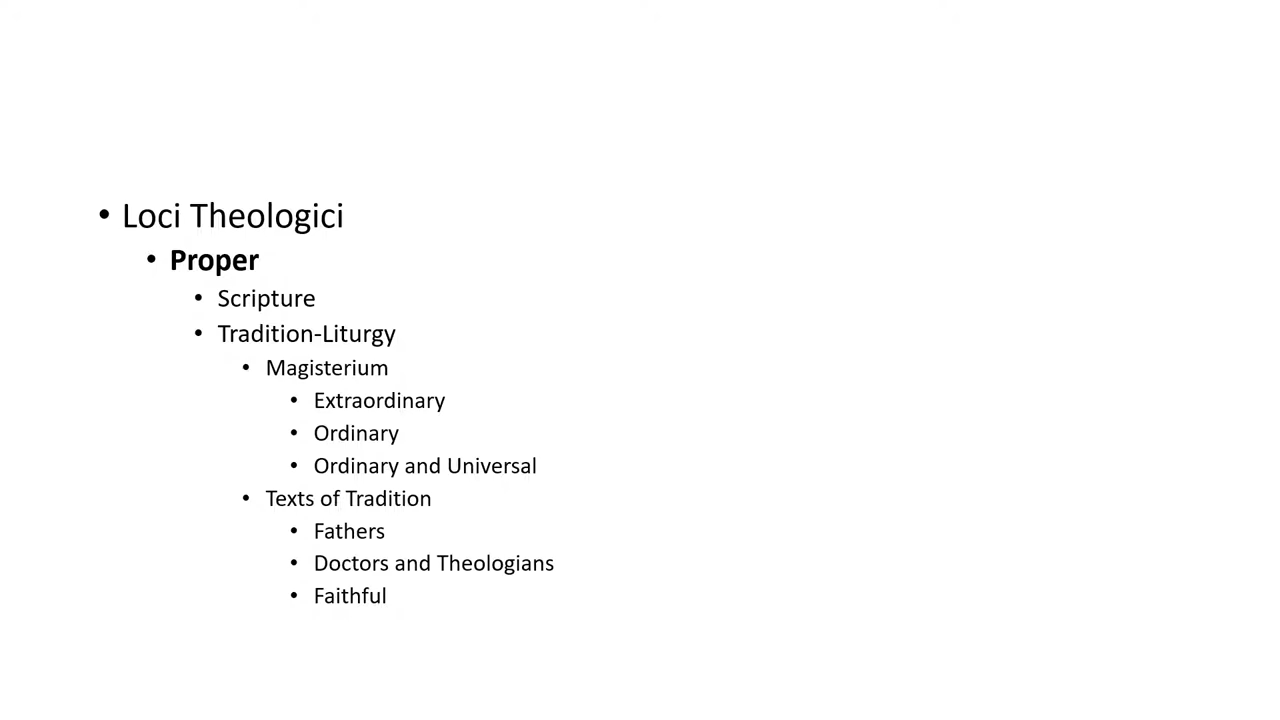 • Loci Theologici
• Proper
• Scripture
• Tradition-Liturgy
• Magisterium
• Extraordinary
• Ordinary
• Ordinary and Universal
• Texts of Tradition
• Fathers
• Doctors and Theologians
• Faithful